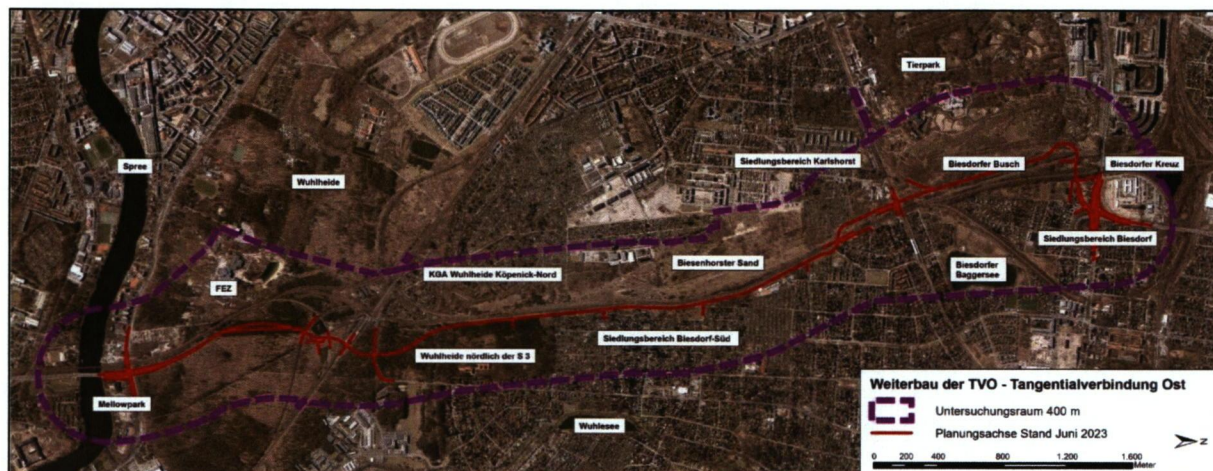 Tierpark
Spree
Wuhlheide
Siedlungsbereich Karlshorst
Biesdorfer Busch
Biesdorfer Kreuz
Siedlungsbereich Biesdorf
KGA Wuhlheide Köpenick-Nord
Biesenhorster Sand
Biesdorfer
Baggersee
FEZ
Siedlungsbereich Biesdorf-Süd
Wuhlheide nördlich der S 3
Mellowpark
Wuhlesee
Weiterbau der TVO - Tangentialverbindung Ost
Untersuchungsraum 400 m
Planungsachse Stand Juni 2023
N
0 200 400 800 1.200 1.600
Meter